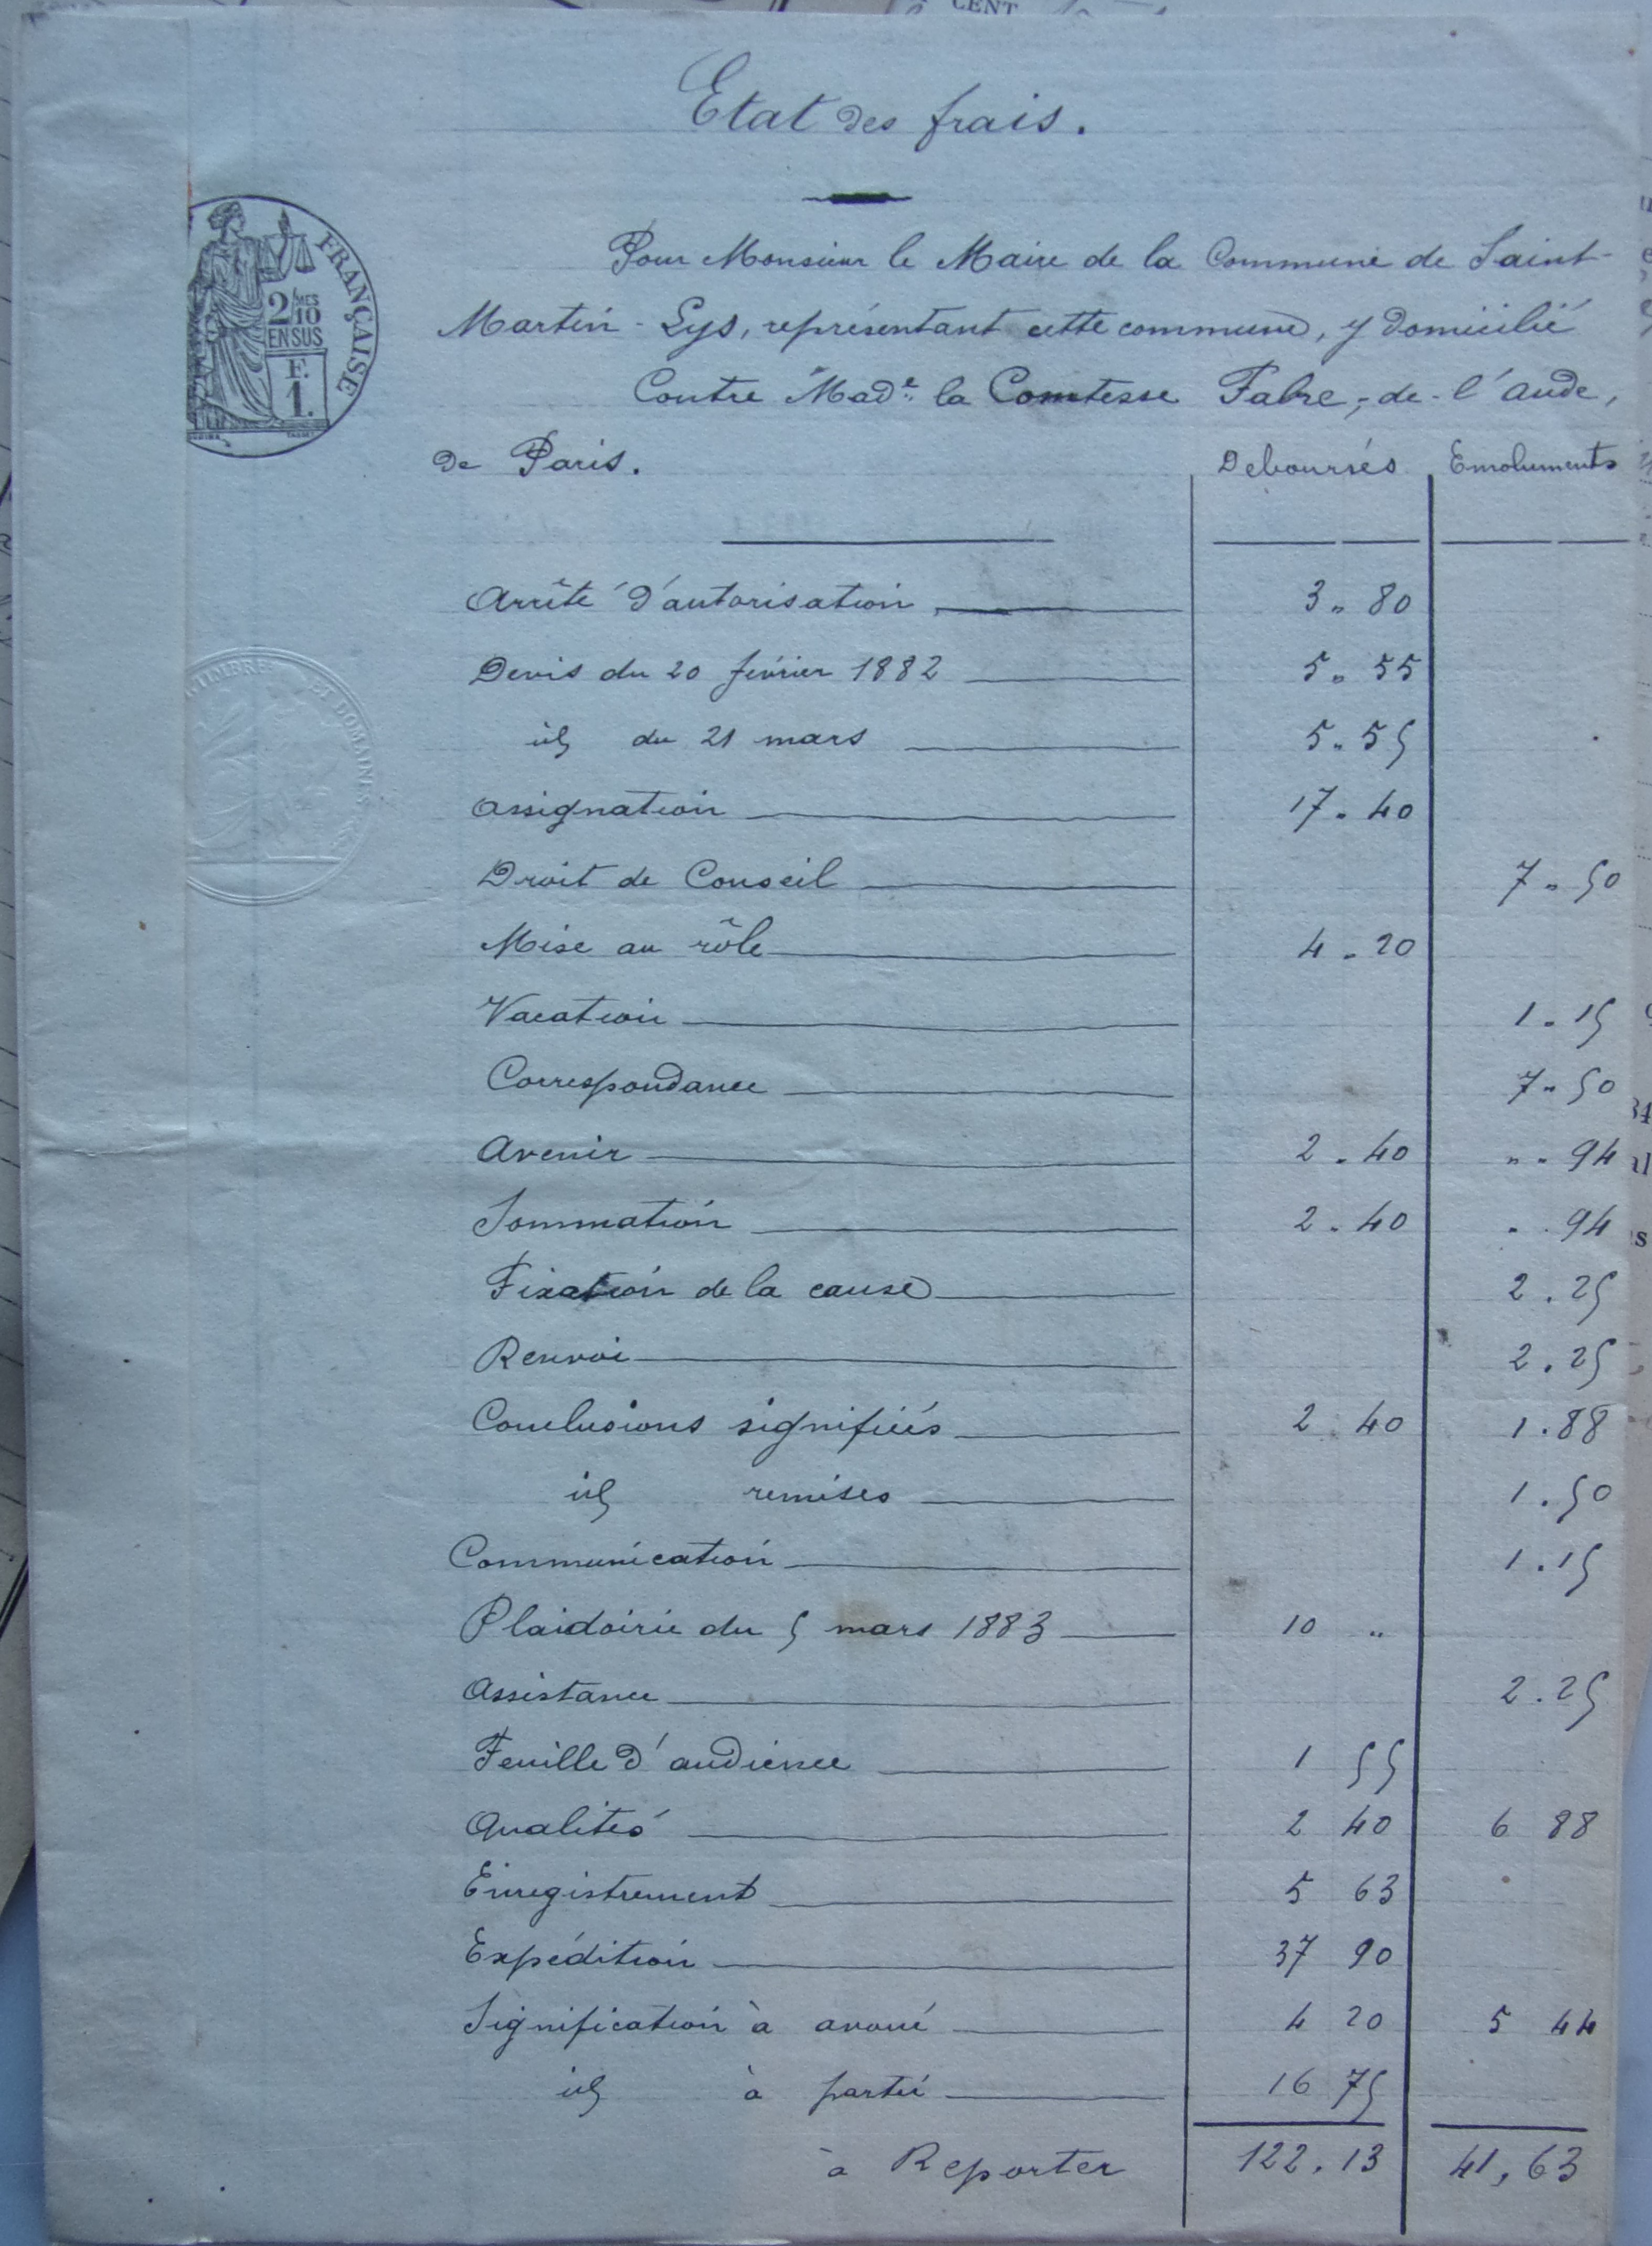 CENT
Etat des frais.
Pour Monsieur le Maire de la Commune de Saint-
Martin-Lys, représentant cette commune, y domicilié
Contre Made la Comtesse Fabre, de l'aude,
de Paris.
Deboursés Emoluments
FRANÇAISE
2/10MES
EN SUS
F.
1.
TIMBRE ET DOMAINES
Arrêté d'autorisation 3 " 80
Devis du 20 février 1882 5 " 55
id du 21 mars 5 " 55
Assignation 17 " 40
Droit de Conseil 7 " 50
Mise au rôle 4 " 20
Vacation 1 " 15
Correspondance 7 " 50
Avenir 2 " 40 " " 94
Sommation 2 " 40 " 94
Fixation de la cause 2 . 25
Renvoi 2 . 25
Conclusions signifiées 2 40 1 . 88
id remises 1 . 50
Communication 1 . 15
Plaidoirie du 5 mars 1883 10 "
Assistance 2 . 25
Feuille d'audience 1 55
Qualités 2 40 6 88
Enregistrement 5 63
Expédition 37 90
Signification à avoué 4 20 5 44
id à partie 16 75
à Reporter 122.13 41,63